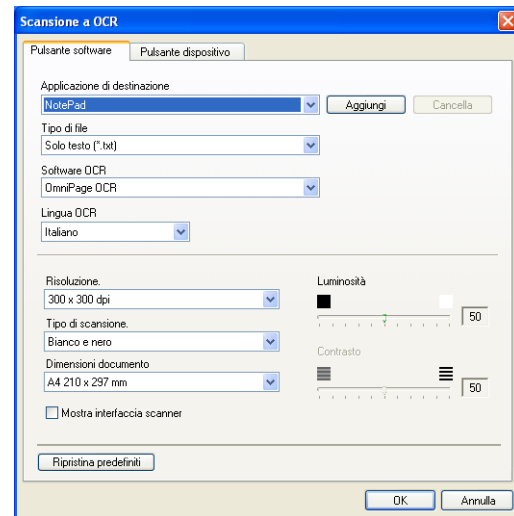 Scansione a OCR
Pulsante software Pulsante dispositivo
Applicazione di destinazione
NotePad Aggiungi Cancella
Tipo di file
Solo testo (*.txt)
Software OCR
OmniPage OCR
Lingua OCR
Italiano
Risoluzione. Luminosità
300 x 300 dpi 50
Tipo di scansione.
Bianco e nero
Contrasto
Dimensioni documento
A4 210 x 297 mm 50
Mostra interfaccia scanner
Ripristina predefiniti
OK Annulla